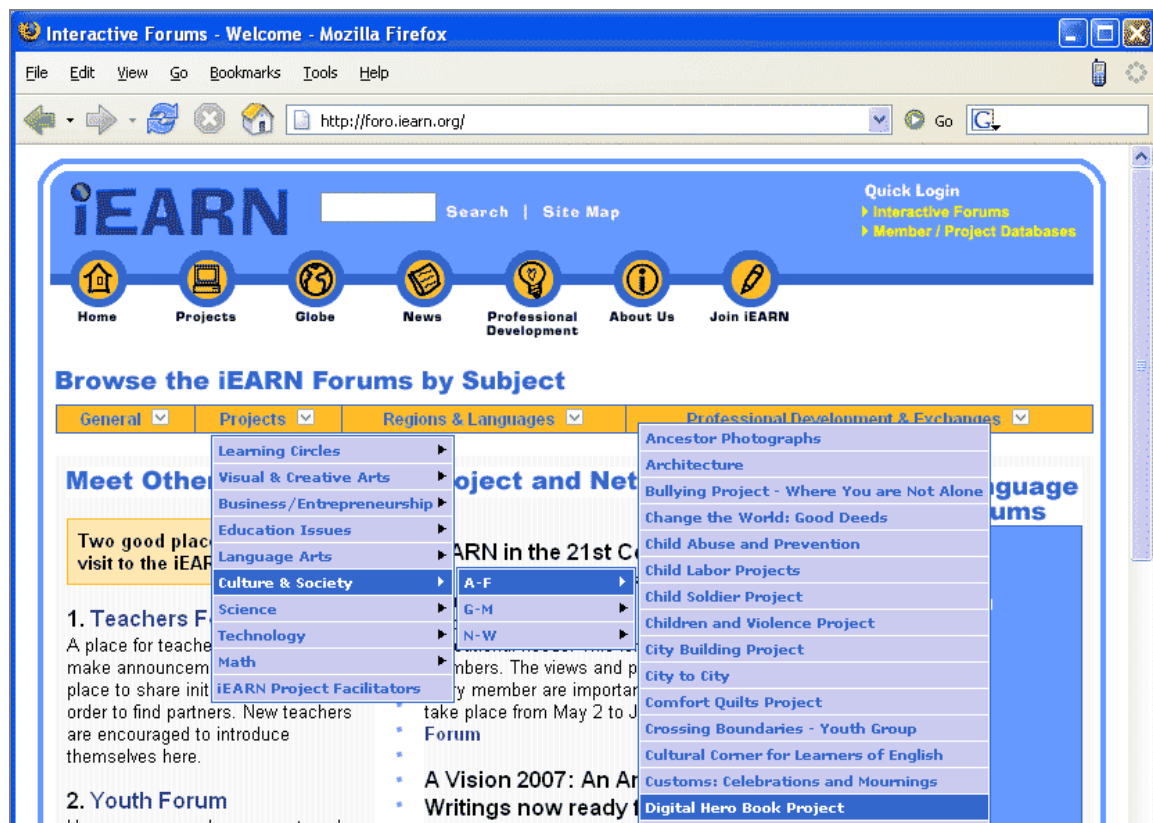 Interactive Forums - Welcome - Mozilla Firefox
File Edit View Go Bookmarks Tools Help
http://foro.iearn.org/ Go G
iEARN Search | Site Map
Quick Login
Interactive Forums
Member / Project Databases
Home Projects Globe News Professional Development About Us Join iEARN
Browse the iEARN Forums by Subject
General Projects Regions & Languages Professional Development & Exchanges
Learning Circles
Visual & Creative Arts
Business/Entrepreneurship
Education Issues
Language Arts
Culture & Society
Science
Technology
Math
iEARN Project Facilitators
A-F
G-M
N-W
Ancestor Photographs
Architecture
Bullying Project - Where You are Not Alone
Change the World: Good Deeds
Child Abuse and Prevention
Child Labor Projects
Child Soldier Project
Children and Violence Project
City Building Project
City to City
Comfort Quilts Project
Crossing Boundaries - Youth Group
Cultural Corner for Learners of English
Customs: Celebrations and Mournings
Digital Hero Book Project
Meet Othe
oject and Net
guage
ums
Two good plac
visit to the iEAR
1. Teachers F
A place for teache
make announcem
place to share init
order to find partners. New teachers
are encouraged to introduce
themselves here.
2. Youth Forum
ARN in the 21st C
mbers. The views and p
ry member are importan
take place from May 2 to J
Forum
A Vision 2007: An Ar
Writings now ready